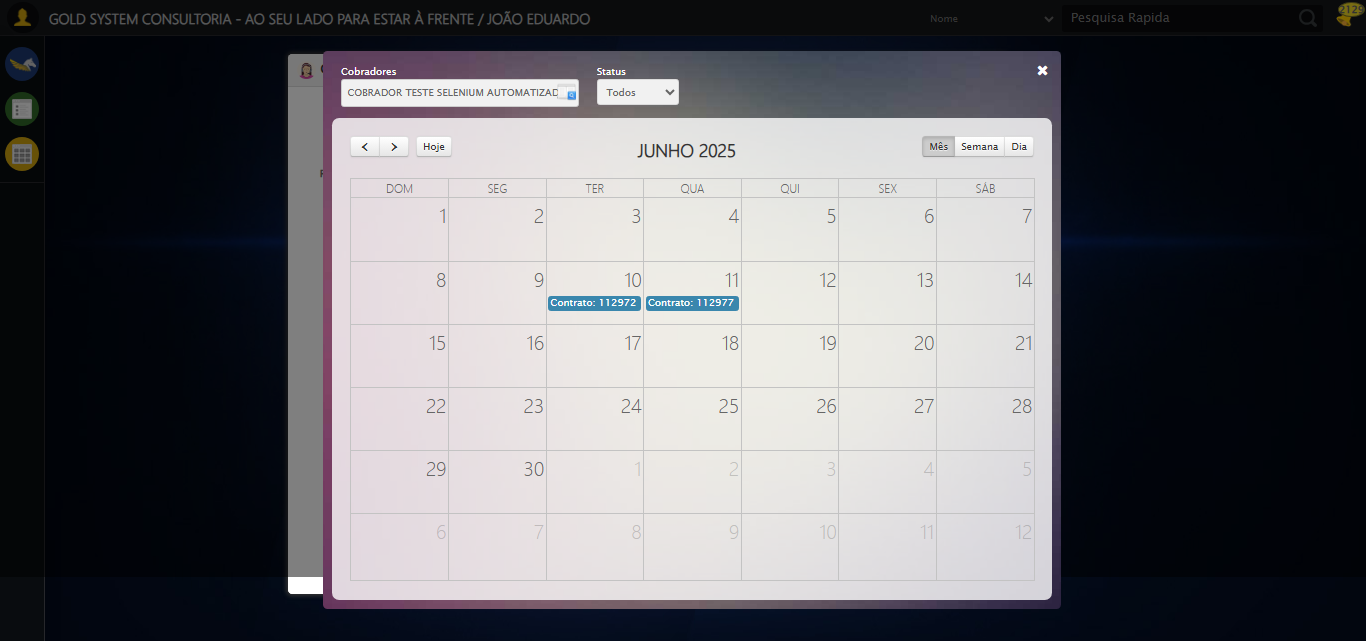 GOLD SYSTEM CONSULTORIA - AO SEU LADO PARA ESTAR À FRENTE / JOÃO EDUARDO
Nome
Pesquisa Rapida
2129
Cobradores
Status
COBRADOR TESTE SELENIUM AUTOMATIZAD
Todos
Hoje
JUNHO 2025
Mês Semana Dia
DOM SEG TER QUA QUI SEX SÁB
1 2 3 4 5 6 7
8 9 10 11 12 13 14
Contrato: 112972 Contrato: 112977
15 16 17 18 19 20 21
22 23 24 25 26 27 28
29 30 1 2 3 4 5
6 7 8 9 10 11 12